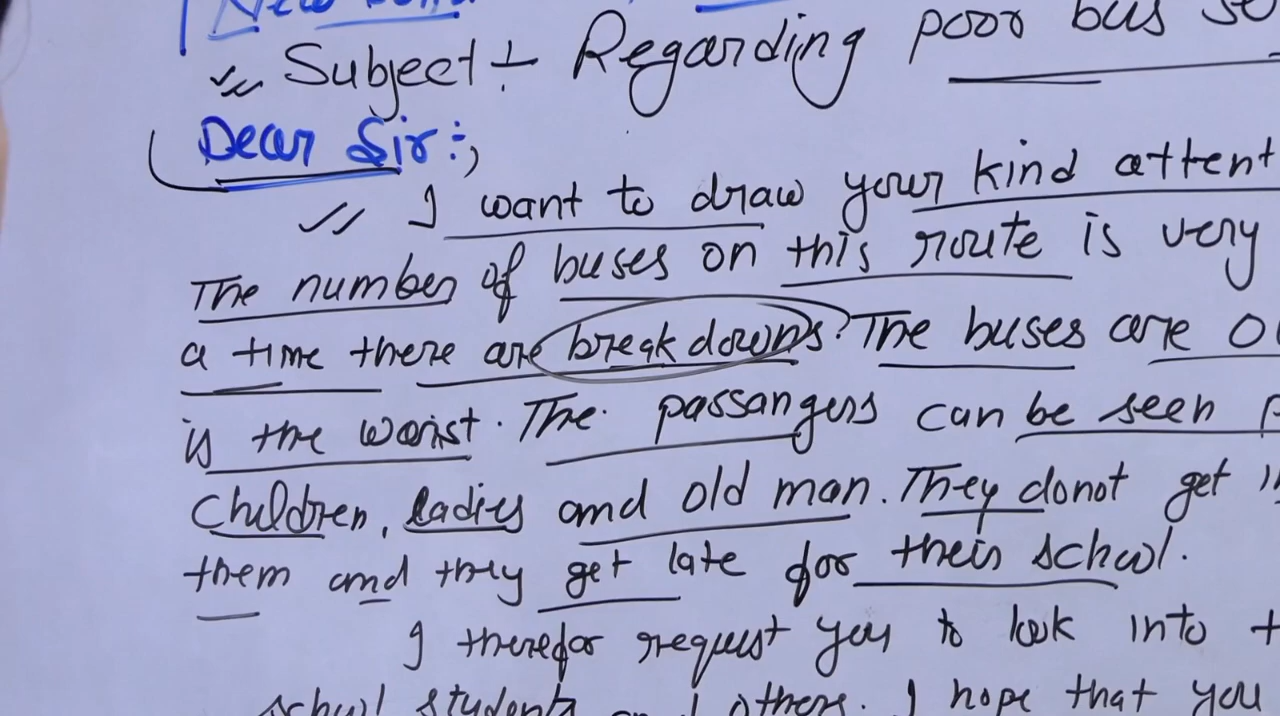 New
Subject :- Regarding poor bus se
Dear Sir:,
I want to draw your kind attent
The number of buses on this route is very
a time there are breakdowns. The buses are
is the worist. The passangers can be seen
Children, ladies and old man. They donot get
them and they get late for their school.
I therefor request you to look into
school students and others. I hope that you